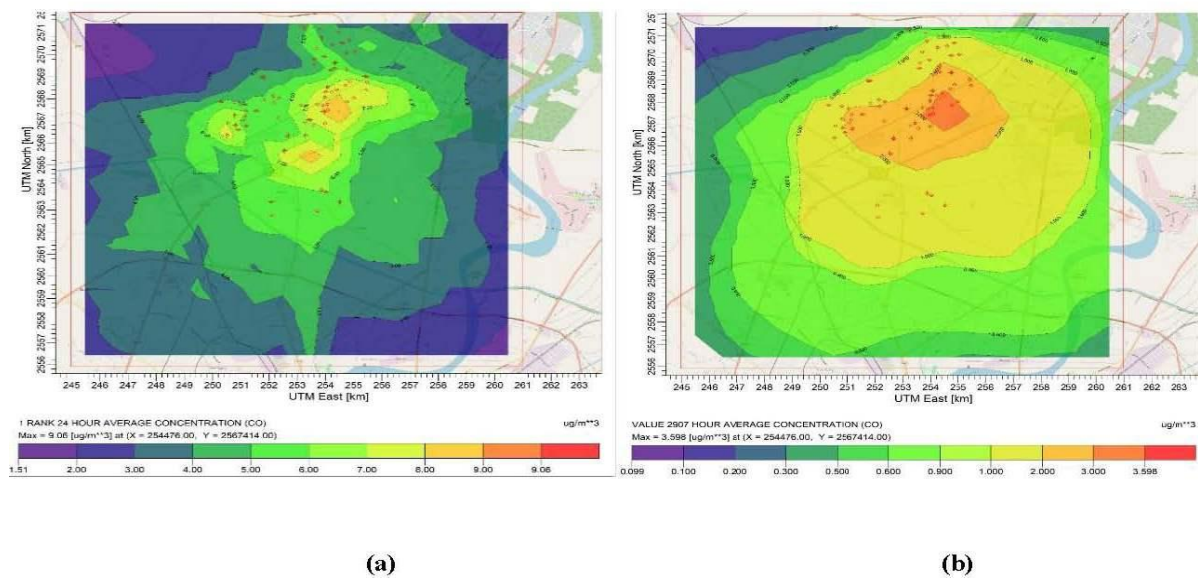 2571
2570
2569
2568
2567
2566
2565
2564
2563
2562
2561
2560
2559
2558
2557
2556
UTM North [km]
245 246 247 248 249 250 251 252 253 254 255 256 257 258 259 260 261 262 263
UTM East [km]
1 RANK 24 HOUR AVERAGE CONCENTRATION (CO) ug/m**3
Max = 9.06 [ug/m**3] at (X = 254476.00, Y = 2567414.00)
1.51 2.00 3.00 4.00 5.00 6.00 7.00 8.00 9.00 9.06
(a)
2571
2570
2569
2568
2567
2566
2565
2564
2563
2562
2561
2560
2559
2558
2557
2556
UTM North [km]
245 246 247 248 249 250 251 252 253 254 255 256 257 258 259 260 261 262 263
UTM East [km]
VALUE 2907 HOUR AVERAGE CONCENTRATION (CO) ug/m**3
Max = 3.598 [ug/m**3] at (X = 254476.00, Y = 2567414.00)
0.099 0.100 0.200 0.300 0.500 0.600 0.900 1.000 2.000 3.000 3.598
(b)